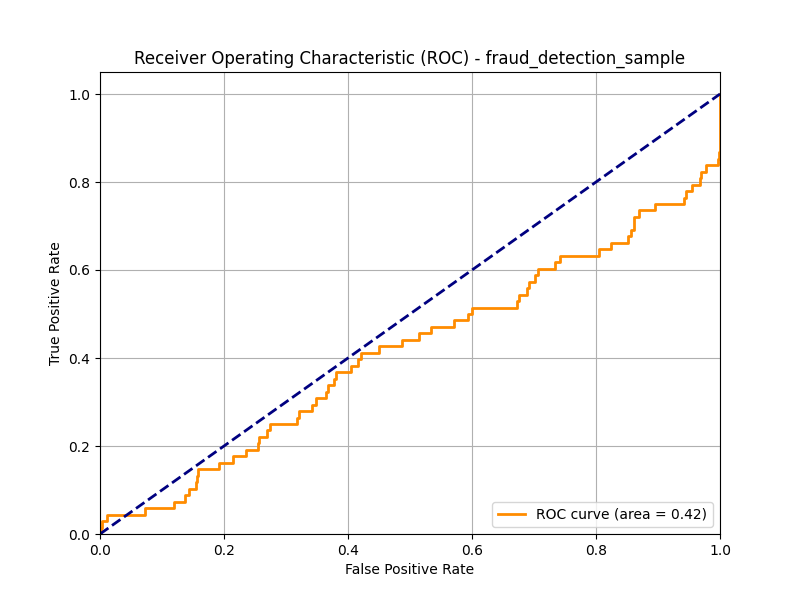 Receiver Operating Characteristic (ROC) - fraud_detection_sample
True Positive Rate
1.0
0.8
0.6
0.4
0.2
0.0
ROC curve (area = 0.42)
0.0 0.2 0.4 0.6 0.8 1.0
False Positive Rate